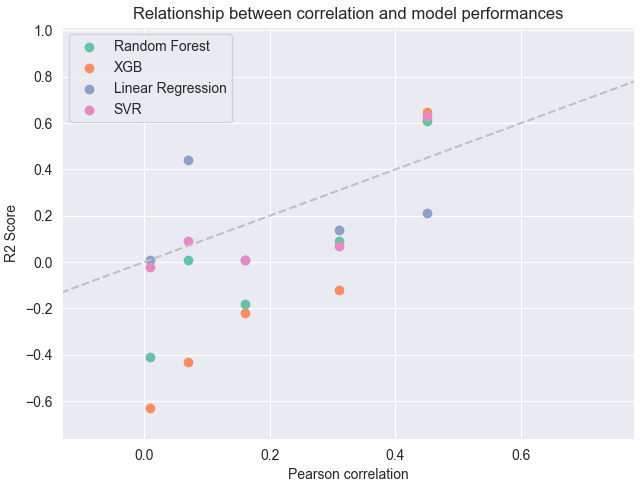 Relationship between correlation and model performances
1.0
0.8
0.6
0.4
0.2
0.0
−0.2
−0.4
−0.6
R2 Score
Random Forest
XGB
Linear Regression
SVR
0.0 0.2 0.4 0.6
Pearson correlation